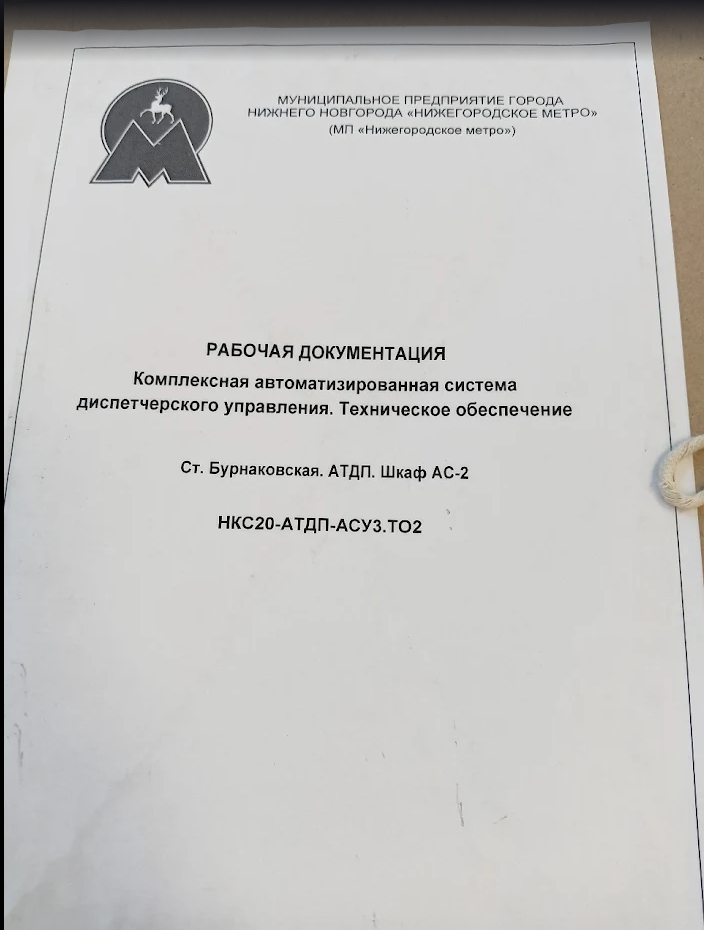 МУНИЦИПАЛЬНОЕ ПРЕДПРИЯТИЕ ГОРОДА
НИЖНЕГО НОВГОРОДА «НИЖЕГОРОДСКОЕ МЕТРО»
(МП «Нижегородское метро»)
РАБОЧАЯ ДОКУМЕНТАЦИЯ
Комплексная автоматизированная система
диспетчерского управления. Техническое обеспечение
Ст. Бурнаковская. АТДП. Шкаф АС-2
НКС20-АТДП-АСУ3.ТО2